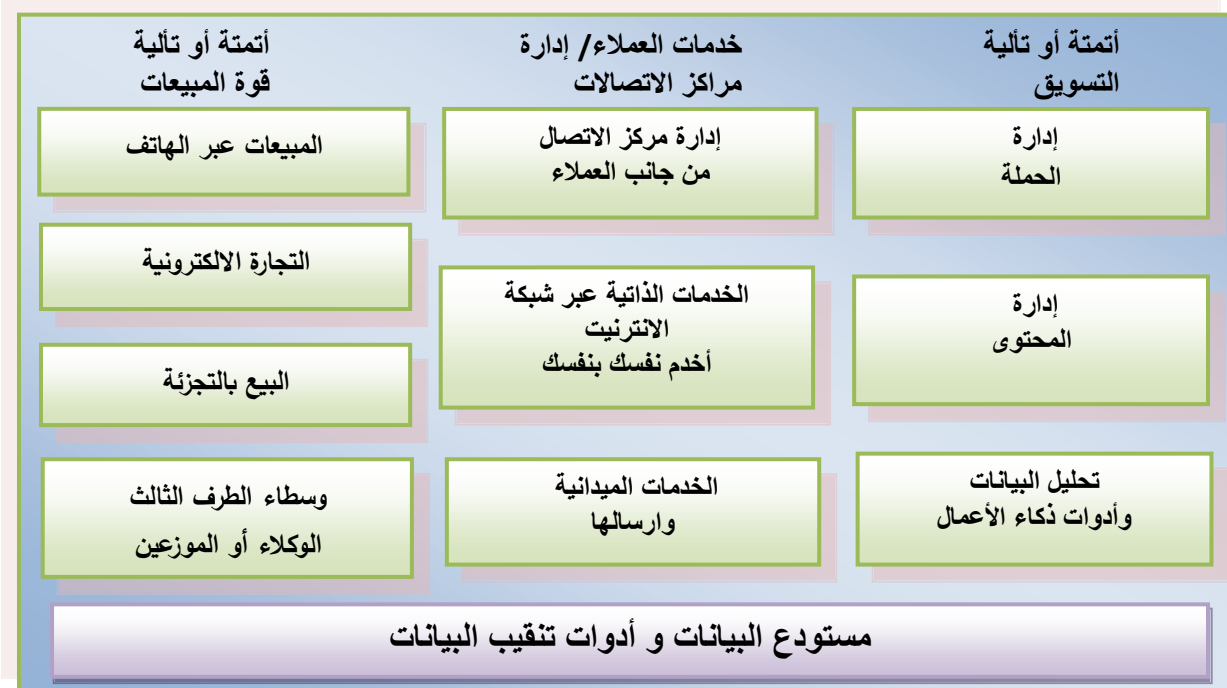 أتمتة أو تألية
التسويق
إدارة
الحملة
إدارة
المحتوى
تحليل البيانات
وأدوات ذكاء الأعمال
خدمات العملاء/ إدارة
مراكز الاتصالات
إدارة مركز الاتصال
من جانب العملاء
الخدمات الذاتية عبر شبكة
الانترنيت
أخدم نفسك بنفسك
الخدمات الميدانية
وارسالها
أتمتة أو تألية
قوة المبيعات
المبيعات عبر الهاتف
التجارة الالكترونية
البيع بالتجزئة
وسطاء الطرف الثالث
الوكلاء أو الموزعين
مستودع البيانات و أدوات تنقيب البيانات